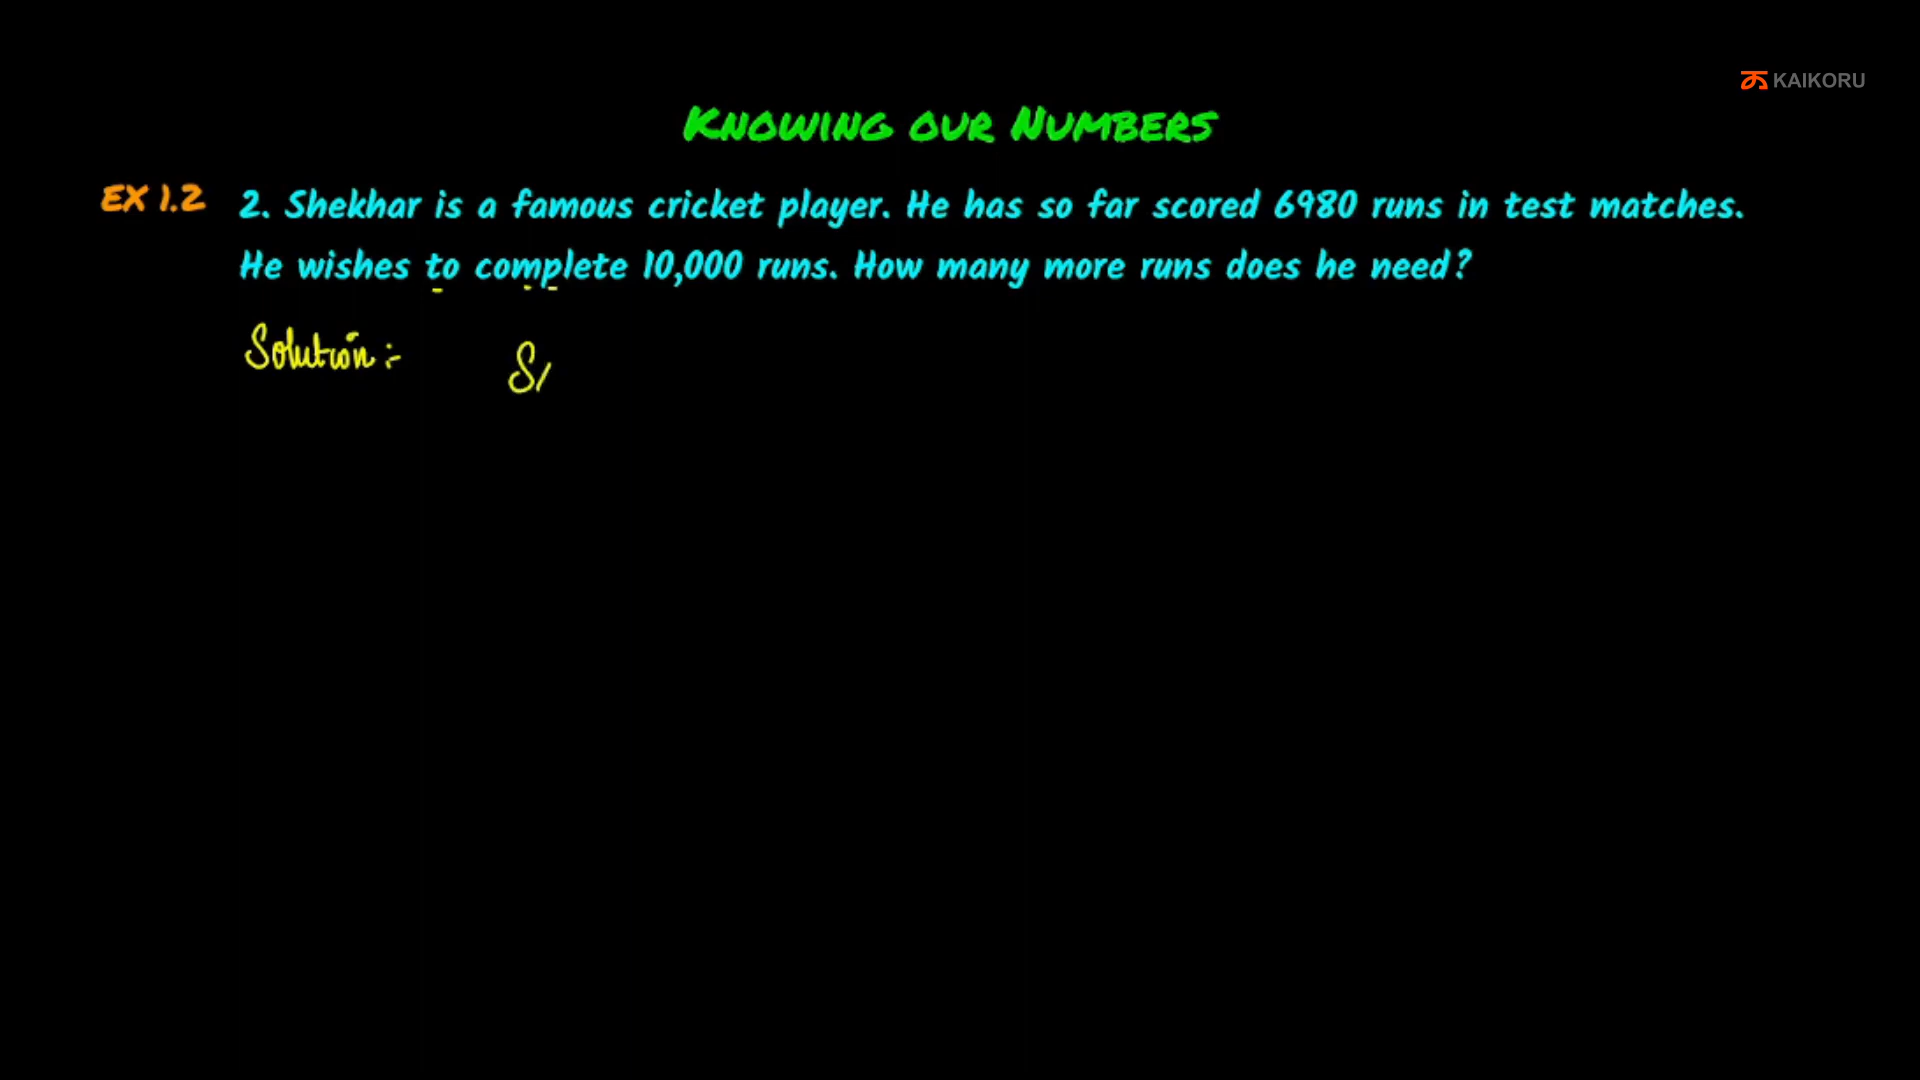 KAIKORU
KNOWING OUR NUMBERS
EX 1.2 2. Shekhar is a famous cricket player. He has so far scored 6980 runs in test matches.
He wishes to complete 10,000 runs. How many more runs does he need?
Solution :-